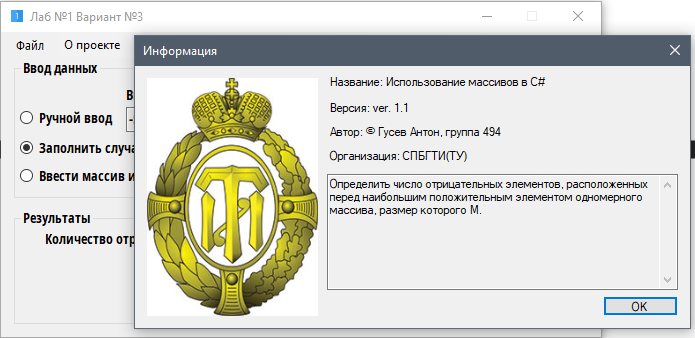 Лаб №1 Вариант №3
Файл О проекте
Ввод данных
Ручной ввод
Заполнить случа
Ввести массив и
Результаты
Количество отр
Информация
Название: Использование массивов в C#
Версия: ver. 1.1
Автор: © Гусев Антон, группа 494
Организация: СПБГТИ(ТУ)
Определить число отрицательных элементов, расположенных
перед наибольшим положительным элементом одномерного
массива, размер которого М.
OK